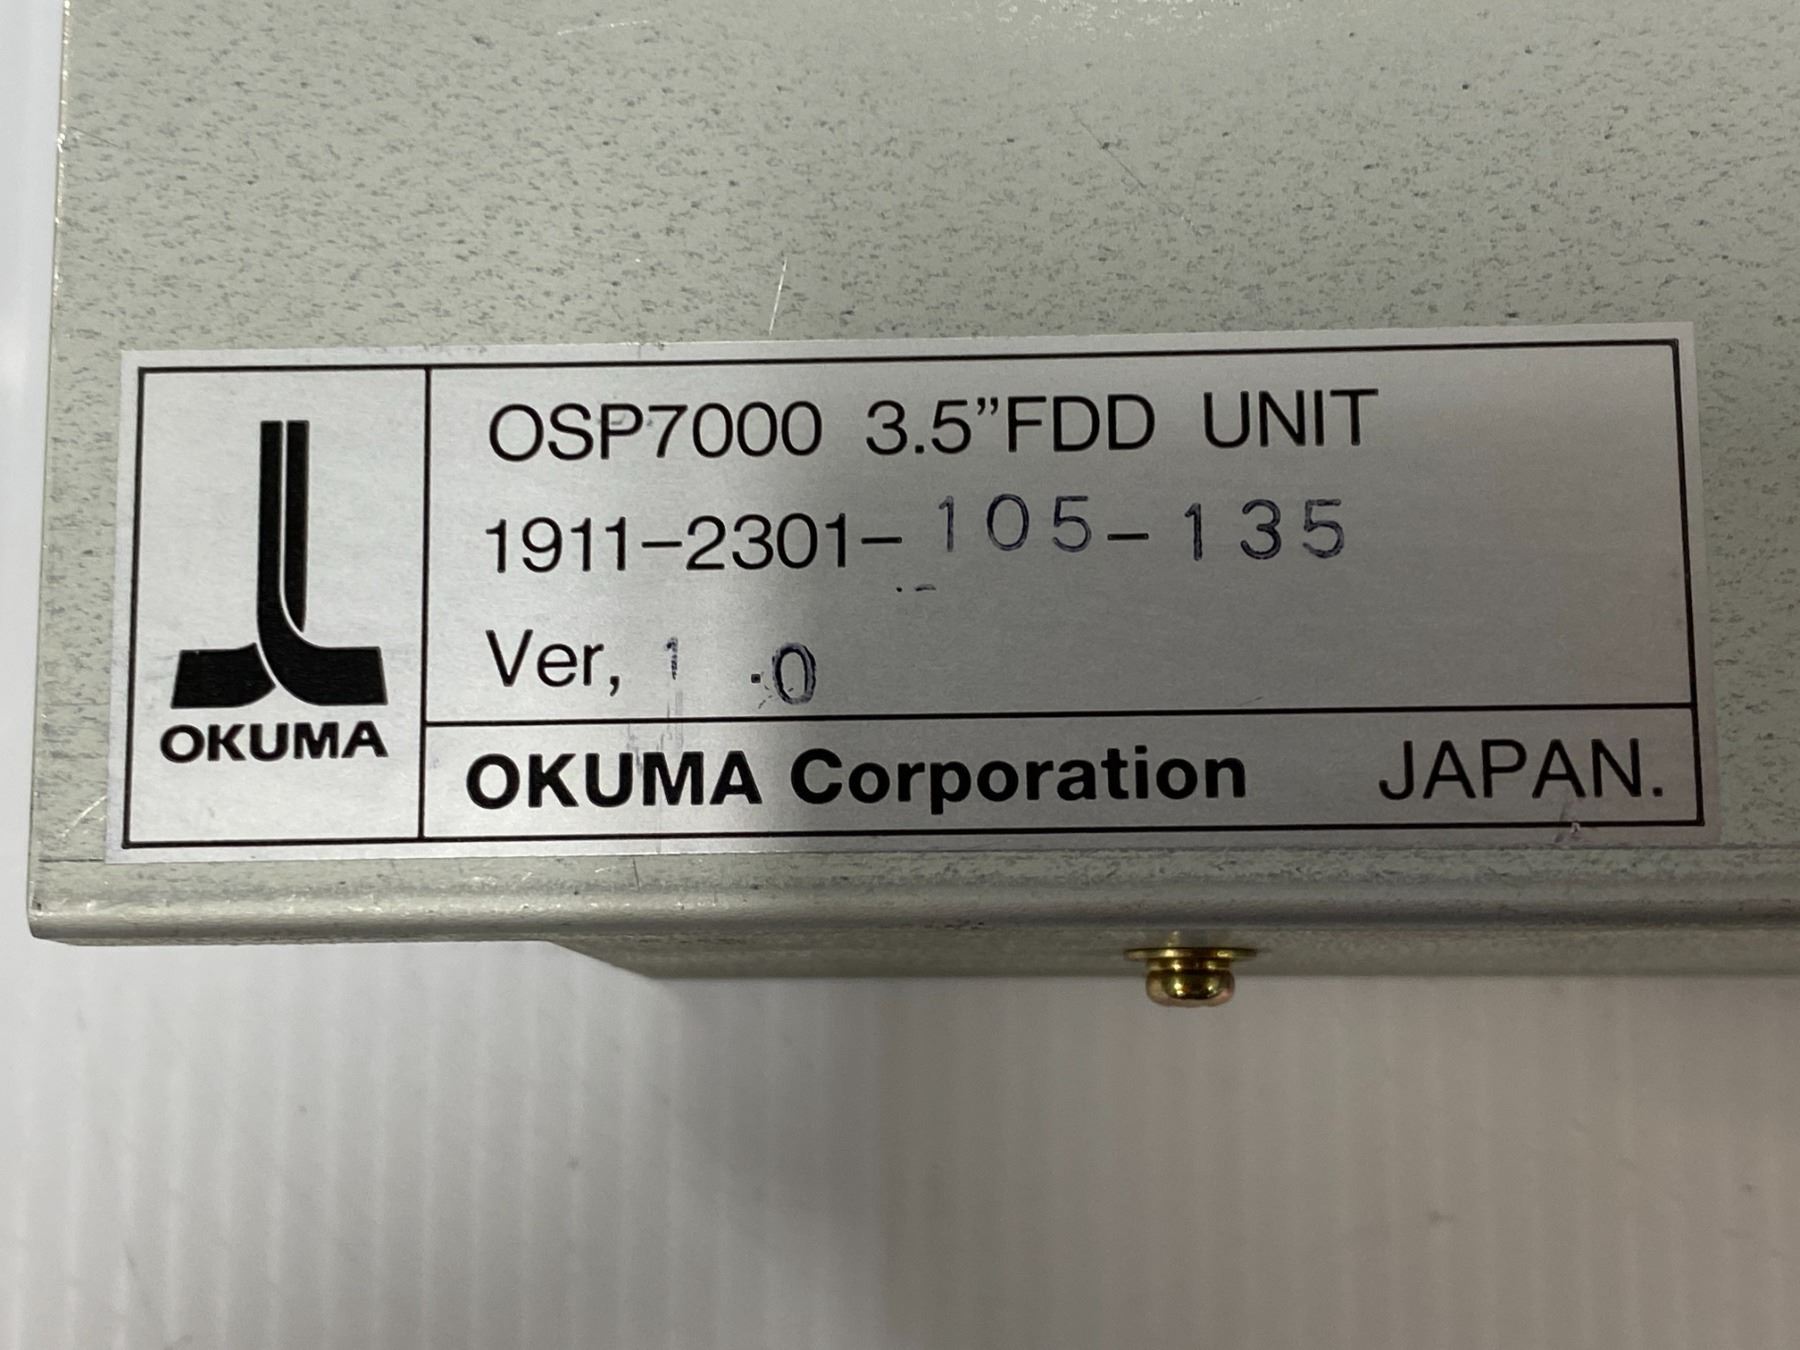 OSP7000 3.5”FDD UNIT
1911-2301-105-135
Ver, 1.0
OKUMA
OKUMA Corporation JAPAN.